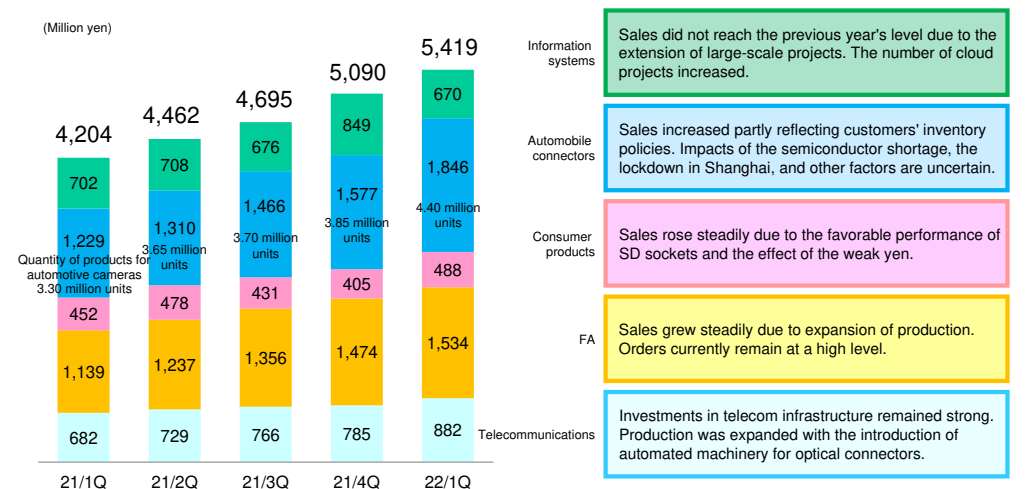 (Million yen)
4,204
4,462
4,695
5,090
5,419
702
708
676
849
670
1,229
Quantity of products for
automotive cameras
3.30 million units
1,310
3.65 million
units
1,466
3.70 million
units
1,577
3.85 million
units
1,846
4.40 million
units
452
478
431
405
488
1,139
1,237
1,356
1,474
1,534
682
729
766
785
882
21/1Q
21/2Q
21/3Q
21/4Q
22/1Q
Information
systems
Sales did not reach the previous year's level due to the
extension of large-scale projects. The number of cloud
projects increased.
Automobile
connectors
Sales increased partly reflecting customers' inventory
policies. Impacts of the semiconductor shortage, the
lockdown in Shanghai, and other factors are uncertain.
Consumer
products
Sales rose steadily due to the favorable performance of
SD sockets and the effect of the weak yen.
FA
Sales grew steadily due to expansion of production.
Orders currently remain at a high level.
Telecommunications
Investments in telecom infrastructure remained strong.
Production was expanded with the introduction of
automated machinery for optical connectors.